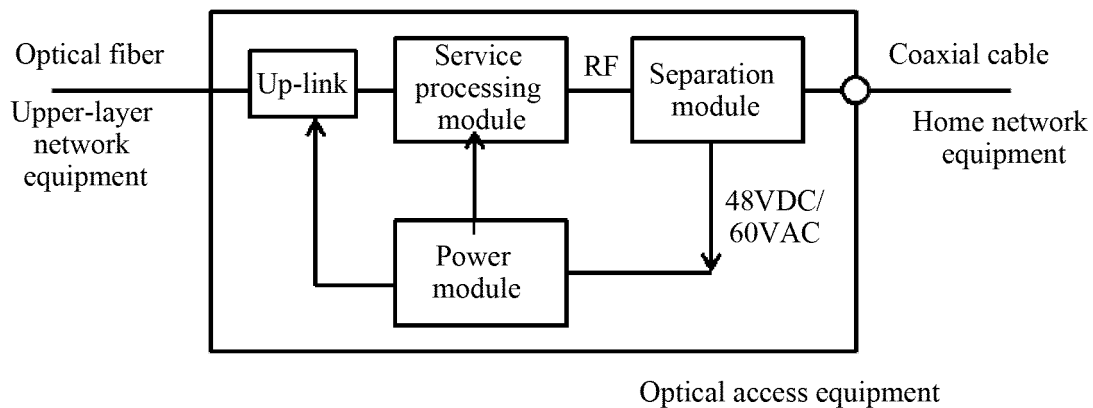 Optical fiber
Upper-layer
network
equipment
Up-link
Service
processing
module
RF
Separation
module
Coaxial cable
Home network
equipment
48VDC/
60VAC
Power
module
Optical access equipment